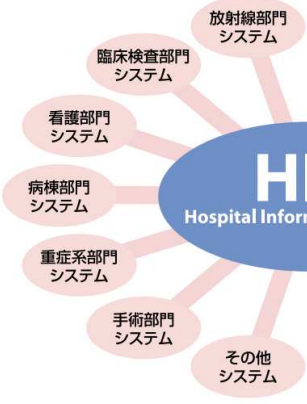 放射線部門
システム
臨床検査部門
システム
看護部門
システム
病棟部門
システム
重症系部門
システム
手術部門
システム
その他
システム
Hospital